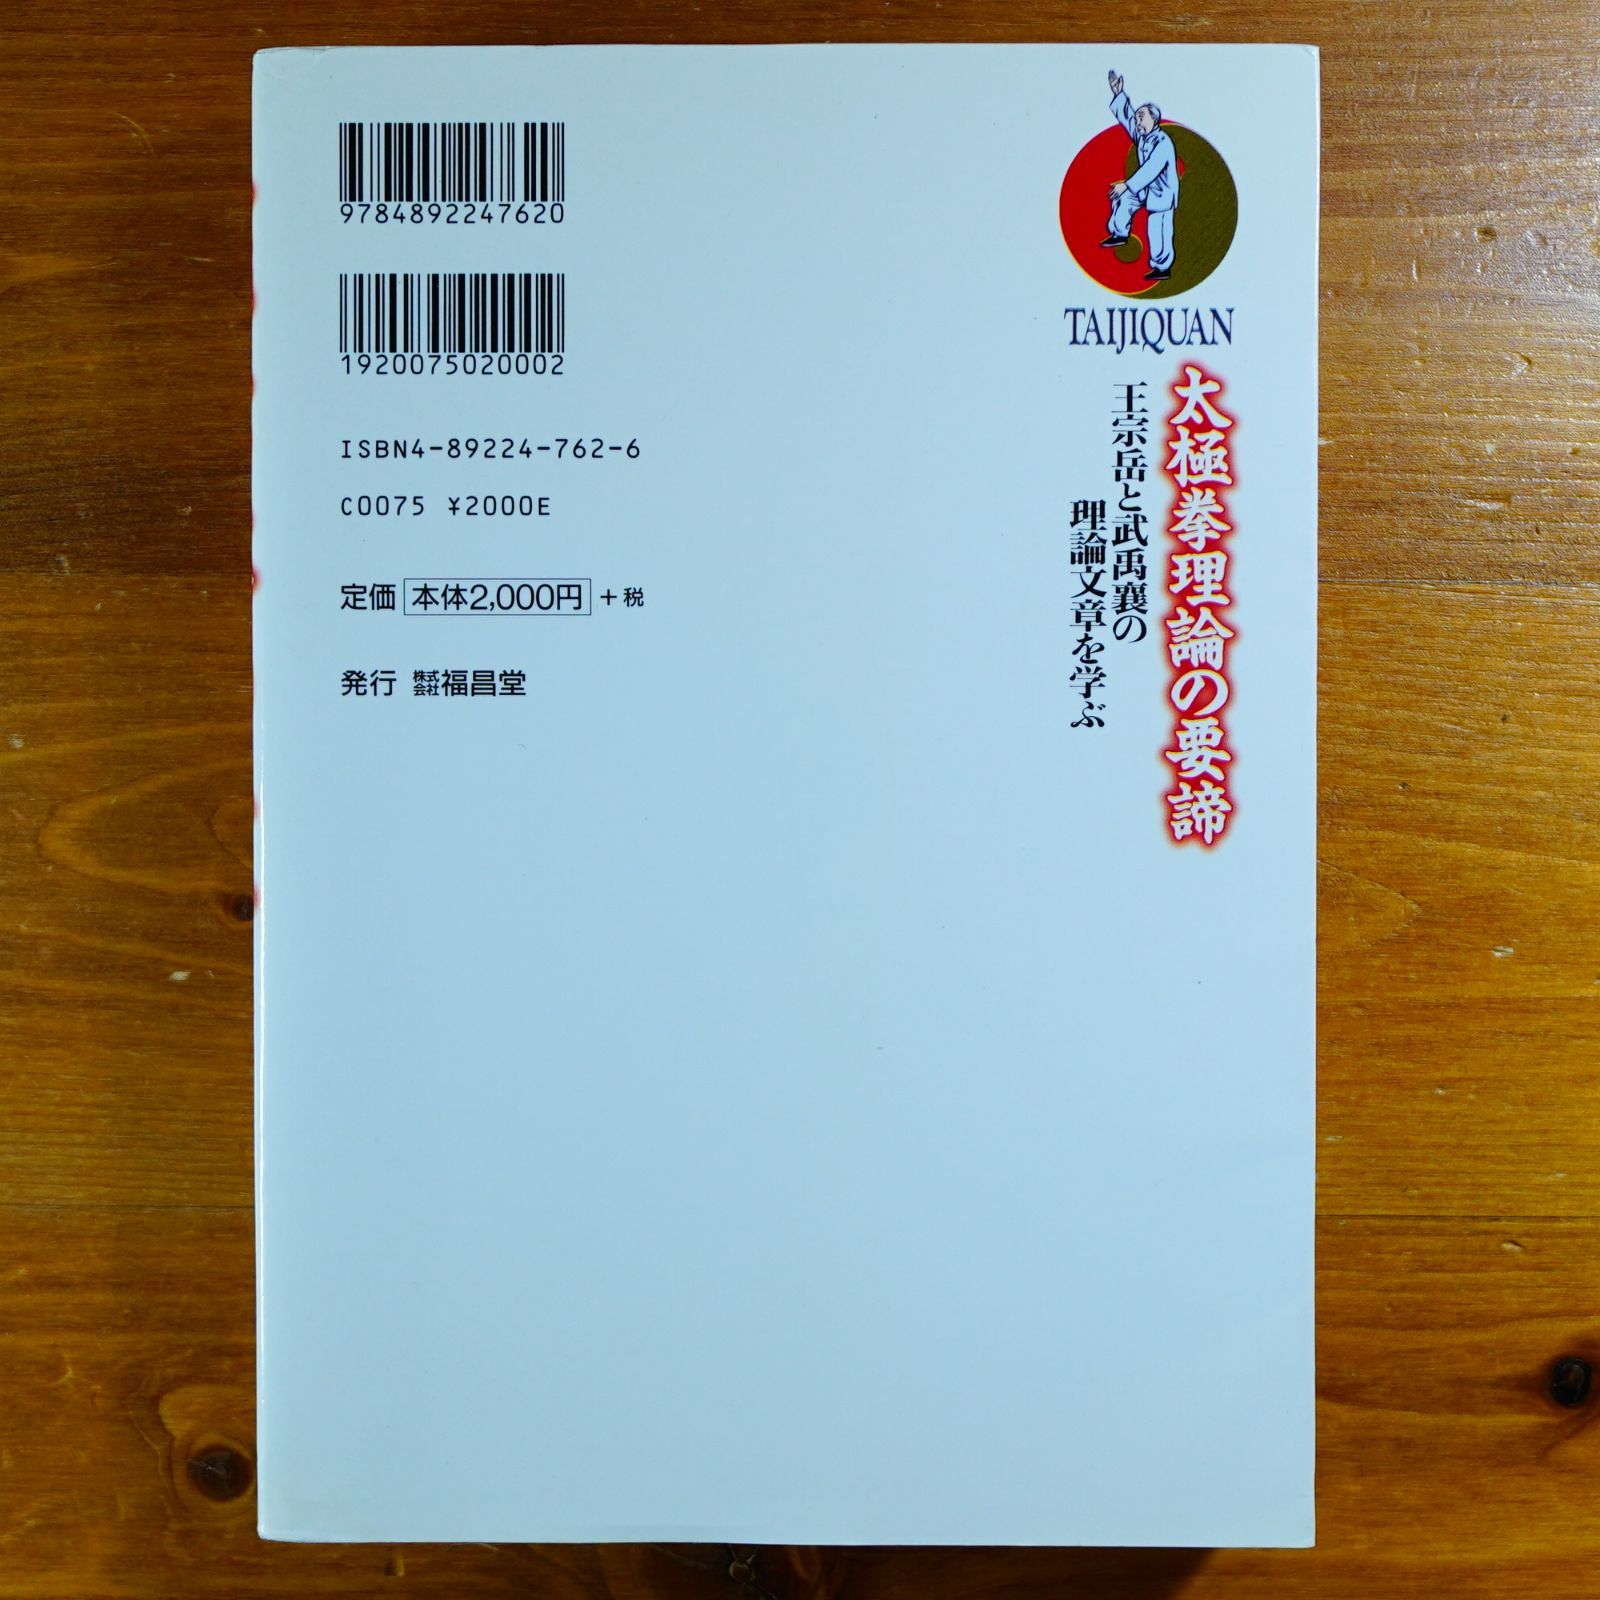 TAIJIQUAN
太極拳理論の要諦
王宗岳と武禹襄の
理論文章を学ぶ
9784892247620
1920075020002
ISBN4-89224-762-6
C0075 ¥2000E
定価 本体2,000円 + 税
発行 株式会社福昌堂